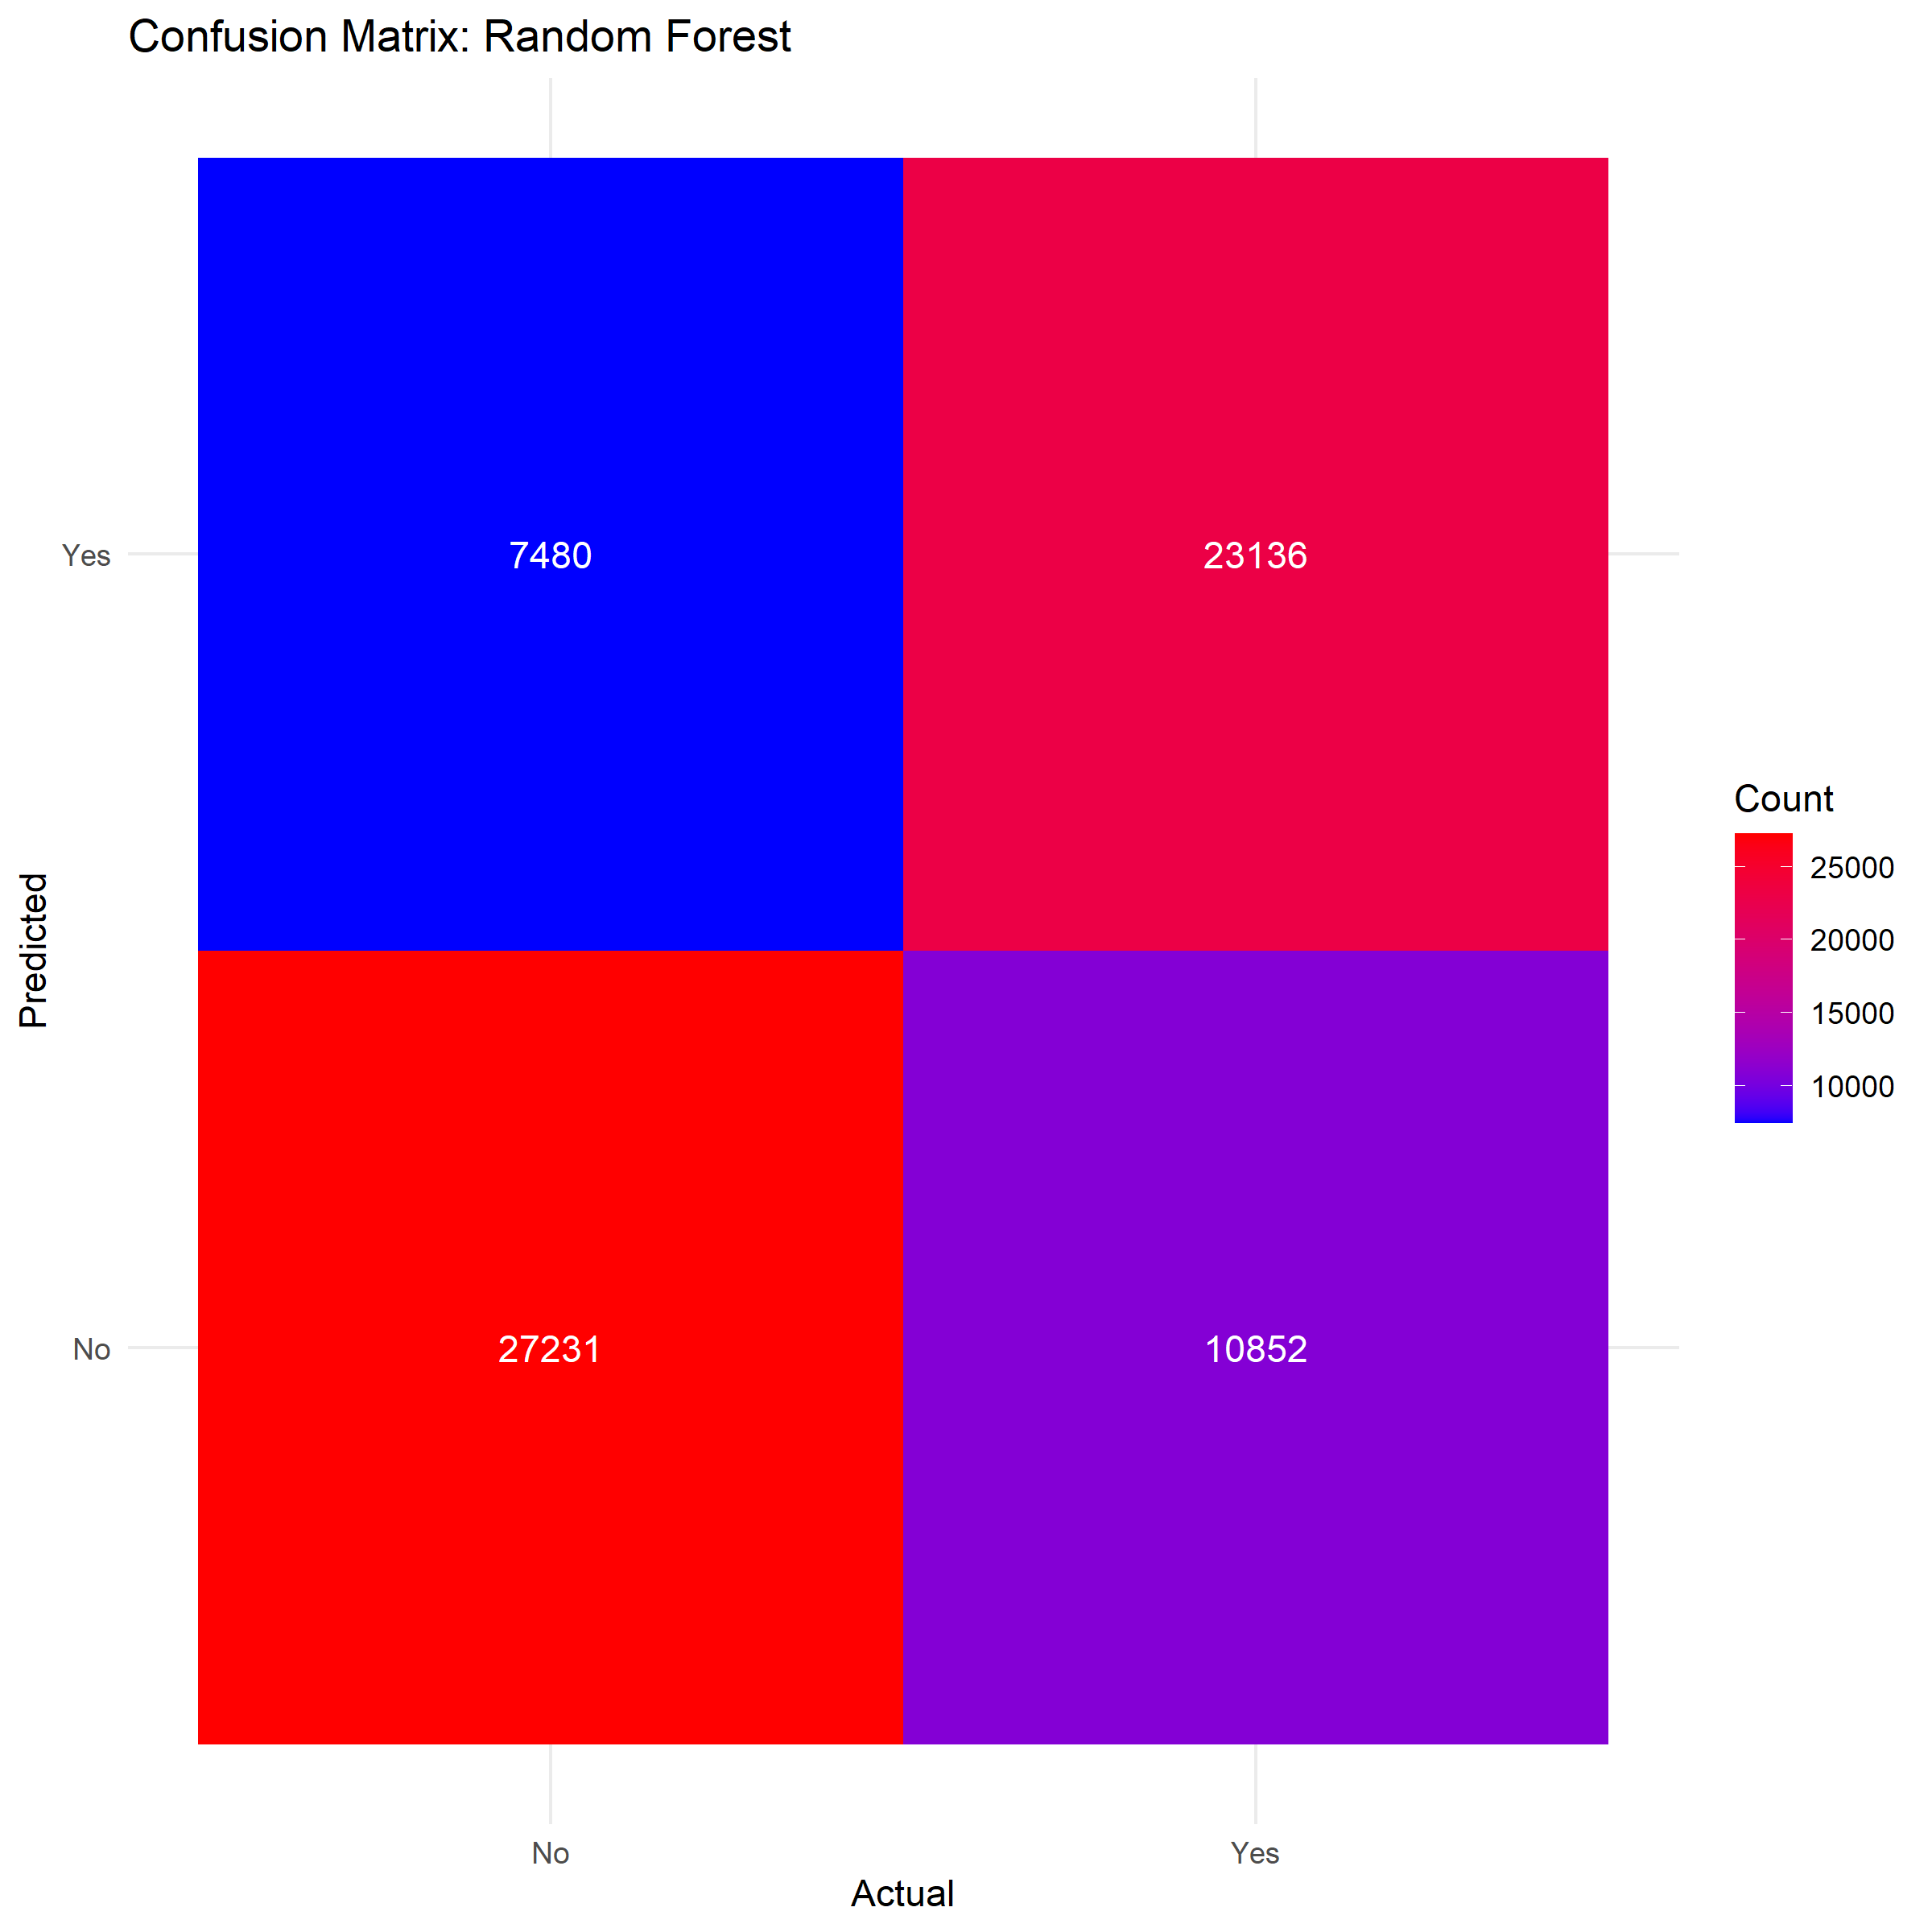 Confusion Matrix: Random Forest
Predicted
Yes
No
7480
23136
27231
10852
No
Yes
Actual
Count
25000
20000
15000
10000